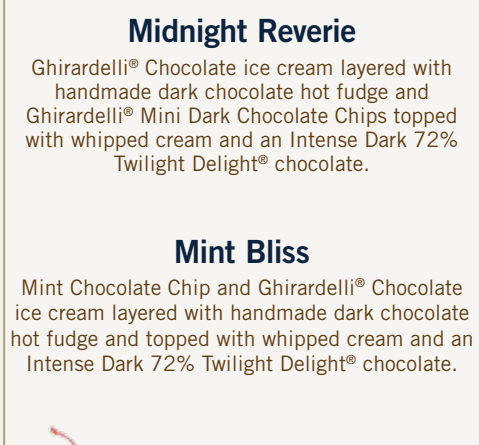 Midnight Reverie
Ghirardelli® Chocolate ice cream layered with
handmade dark chocolate hot fudge and
Ghirardelli® Mini Dark Chocolate Chips topped
with whipped cream and an Intense Dark 72%
Twilight Delight® chocolate.
Mint Bliss
Mint Chocolate Chip and Ghirardelli® Chocolate
ice cream layered with handmade dark chocolate
hot fudge and topped with whipped cream and an
Intense Dark 72% Twilight Delight® chocolate.